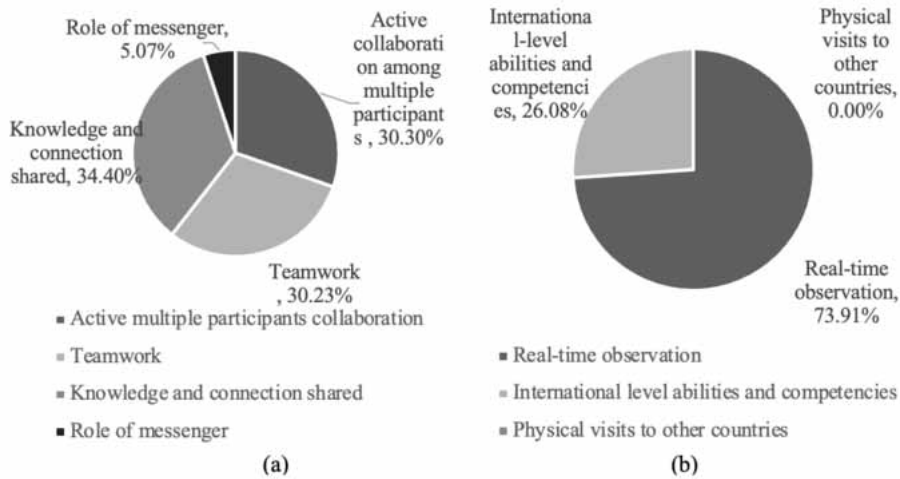 Role of messenger,
5.07%
Active
collaborati
on among
multiple
participant
s , 30.30%
Knowledge and
connection
shared, 34.40%
Teamwork
, 30.23%
Active multiple participants collaboration
Teamwork
Knowledge and connection shared
Role of messenger
(a)
Internationa
l-level
abilities and
competenci
es, 26.08%
Physical
visits to
other
countries,
0.00%
Real-time
observation,
73.91%
Real-time observation
International level abilities and competencies
Physical visits to other countries
(b)